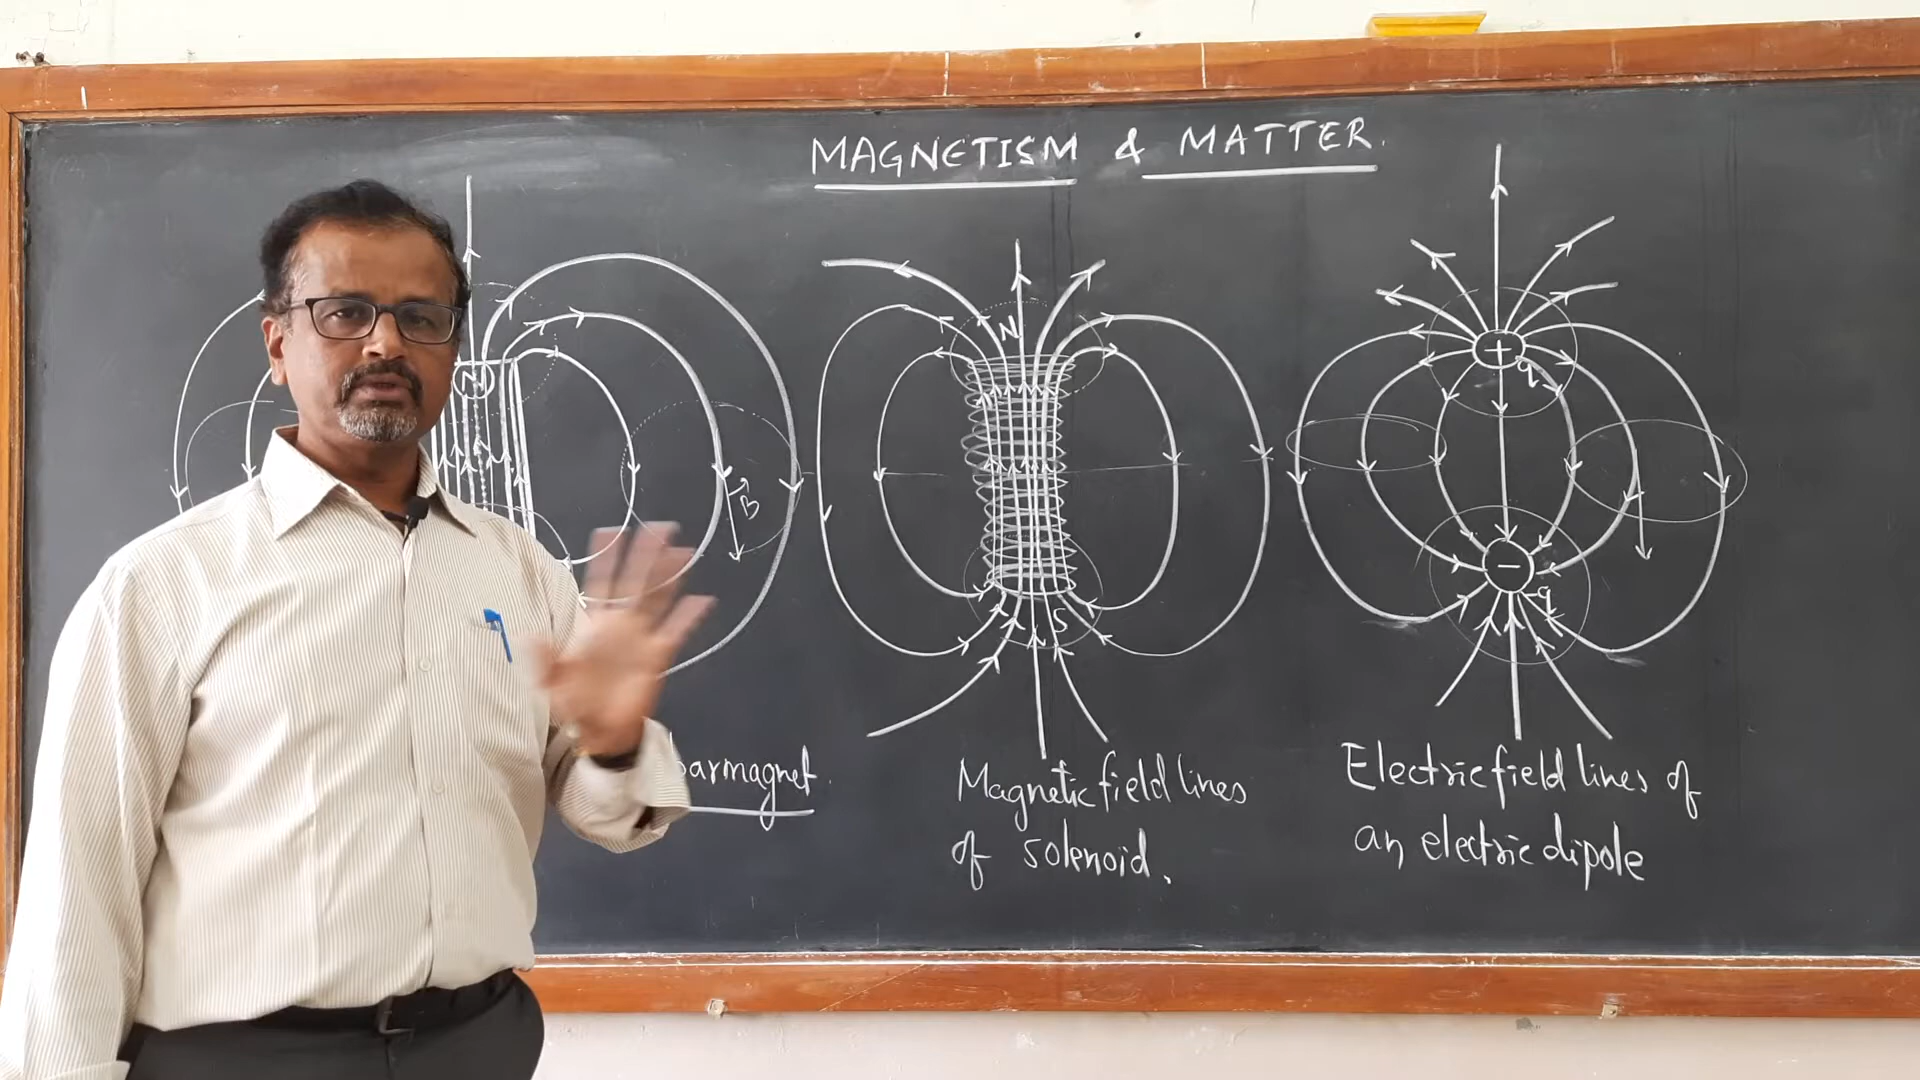 MAGNETISM & MATTER.
N
B
barmagnet.
N
S
Magnetic field lines
of solenoid.
+
q
−
-q
Electric field lines of
an electric dipole